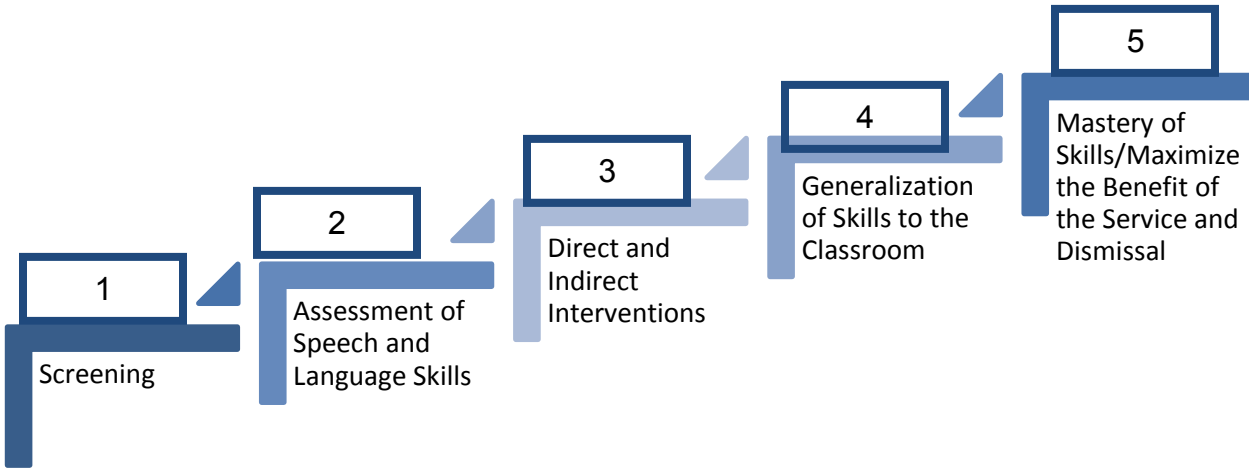 1
Screening
2
Assessment of
Speech and
Language Skills
3
Direct and
Indirect
Interventions
4
Generalization
of Skills to the
Classroom
5
Mastery of
Skills/Maximize
the Benefit of
the Service and
Dismissal